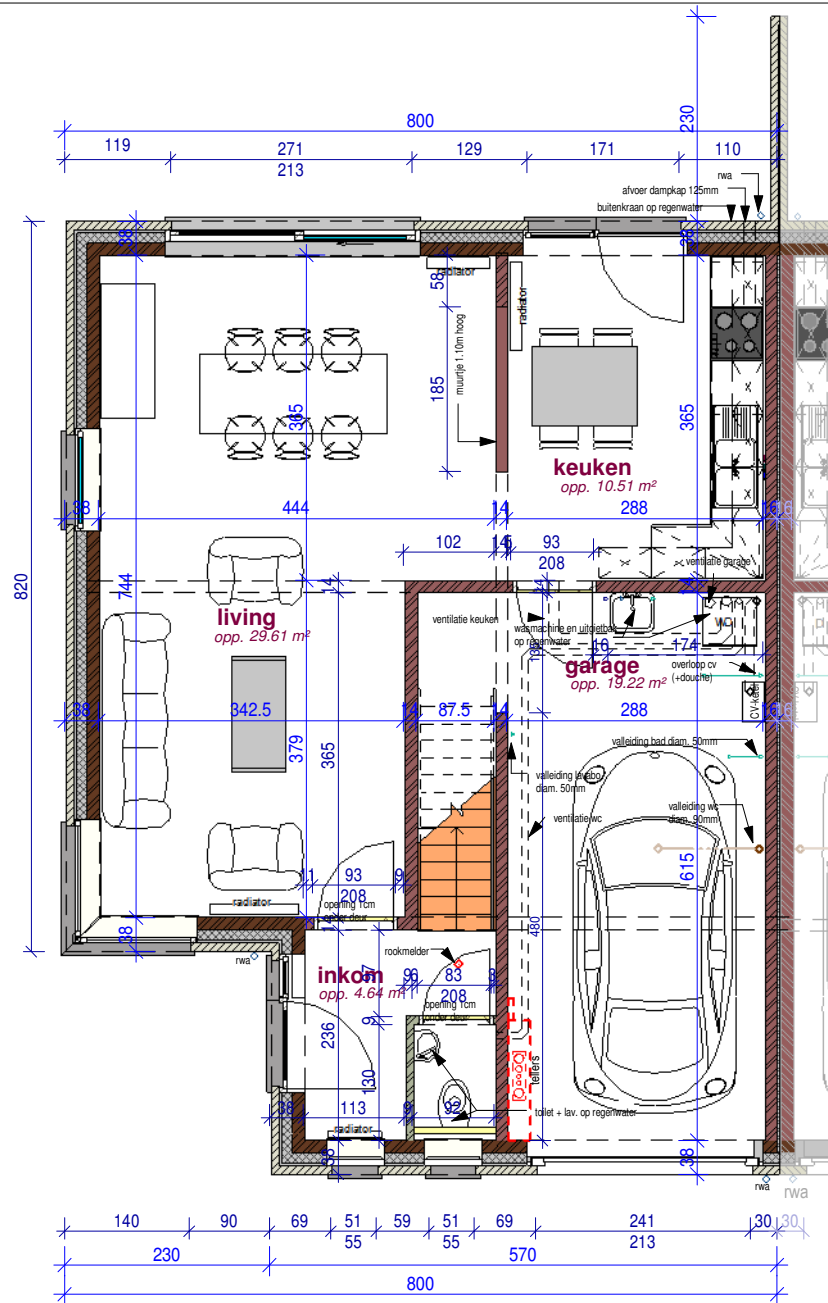 800
230
119 271 129 171 110
213
rwa
afvoer dampkap 125mm
buitenkraan op regenwater
38 38
radiator
58
radiator
muurtje 1.10m hoog
185
365 365
keuken
opp. 10.51 m²
38 444 14 288 16 16
102 93
208
820
744
14
living
opp. 29.61 m²
ventilatie keuken
wasmachine en uitgietbak
op regenwater
ventilatie garage
16 174
garage
opp. 19.22 m²
overloop cv
(+douche)
38 342.5 14 87.5 14 288 16 16
379
365
valleiding bad diam. 50mm
valleiding lavabo
diam. 50mm
ventilatie wc
valleiding wc
diam. 90mm
615
11 93 9
208
opening 1cm
onder deur
radiator
14
480
38
rwa
rookmelder
inkom
opp. 4.64 m²
83
208
opening 1cm
onder deur
9
236
130
tellers
38 113 9 92
toilet + lav. op regenwater
radiator
38 38
rwa
rwa
140 90 69 51 59 51 69 241 30 30
55 55 213
230 570
800